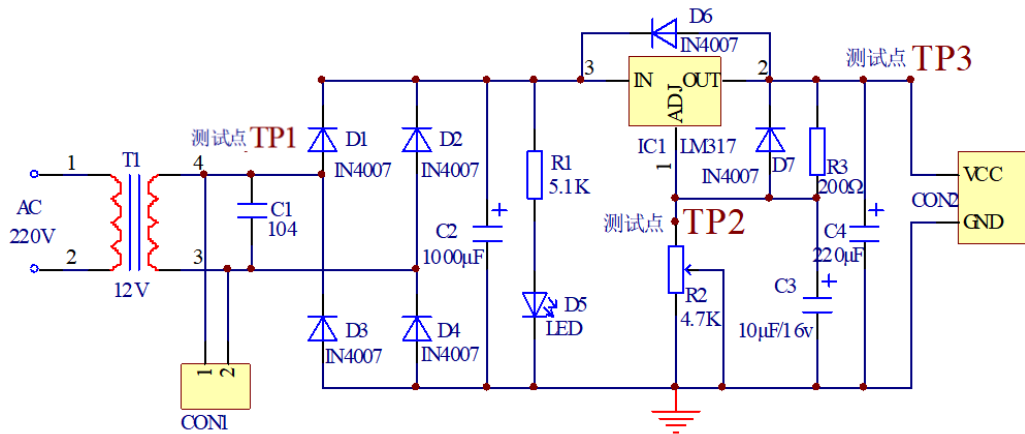 D6
IN4007
3
IN
OUT
ADJ
2
测试点 TP3
IC1
LM317
1
D7
IN4007
R3
200Ω
测试点 TP1
1
T1
4
AC
220V
2
3
12V
C1
104
D1
IN4007
D2
IN4007
R1
5.1K
C2
1000μF
测试点 TP2
R2
4.7K
C4
220μF
C3
10μF/16v
VCC
CON2
GND
D3
IN4007
D4
IN4007
D5
LED
1
2
CON1